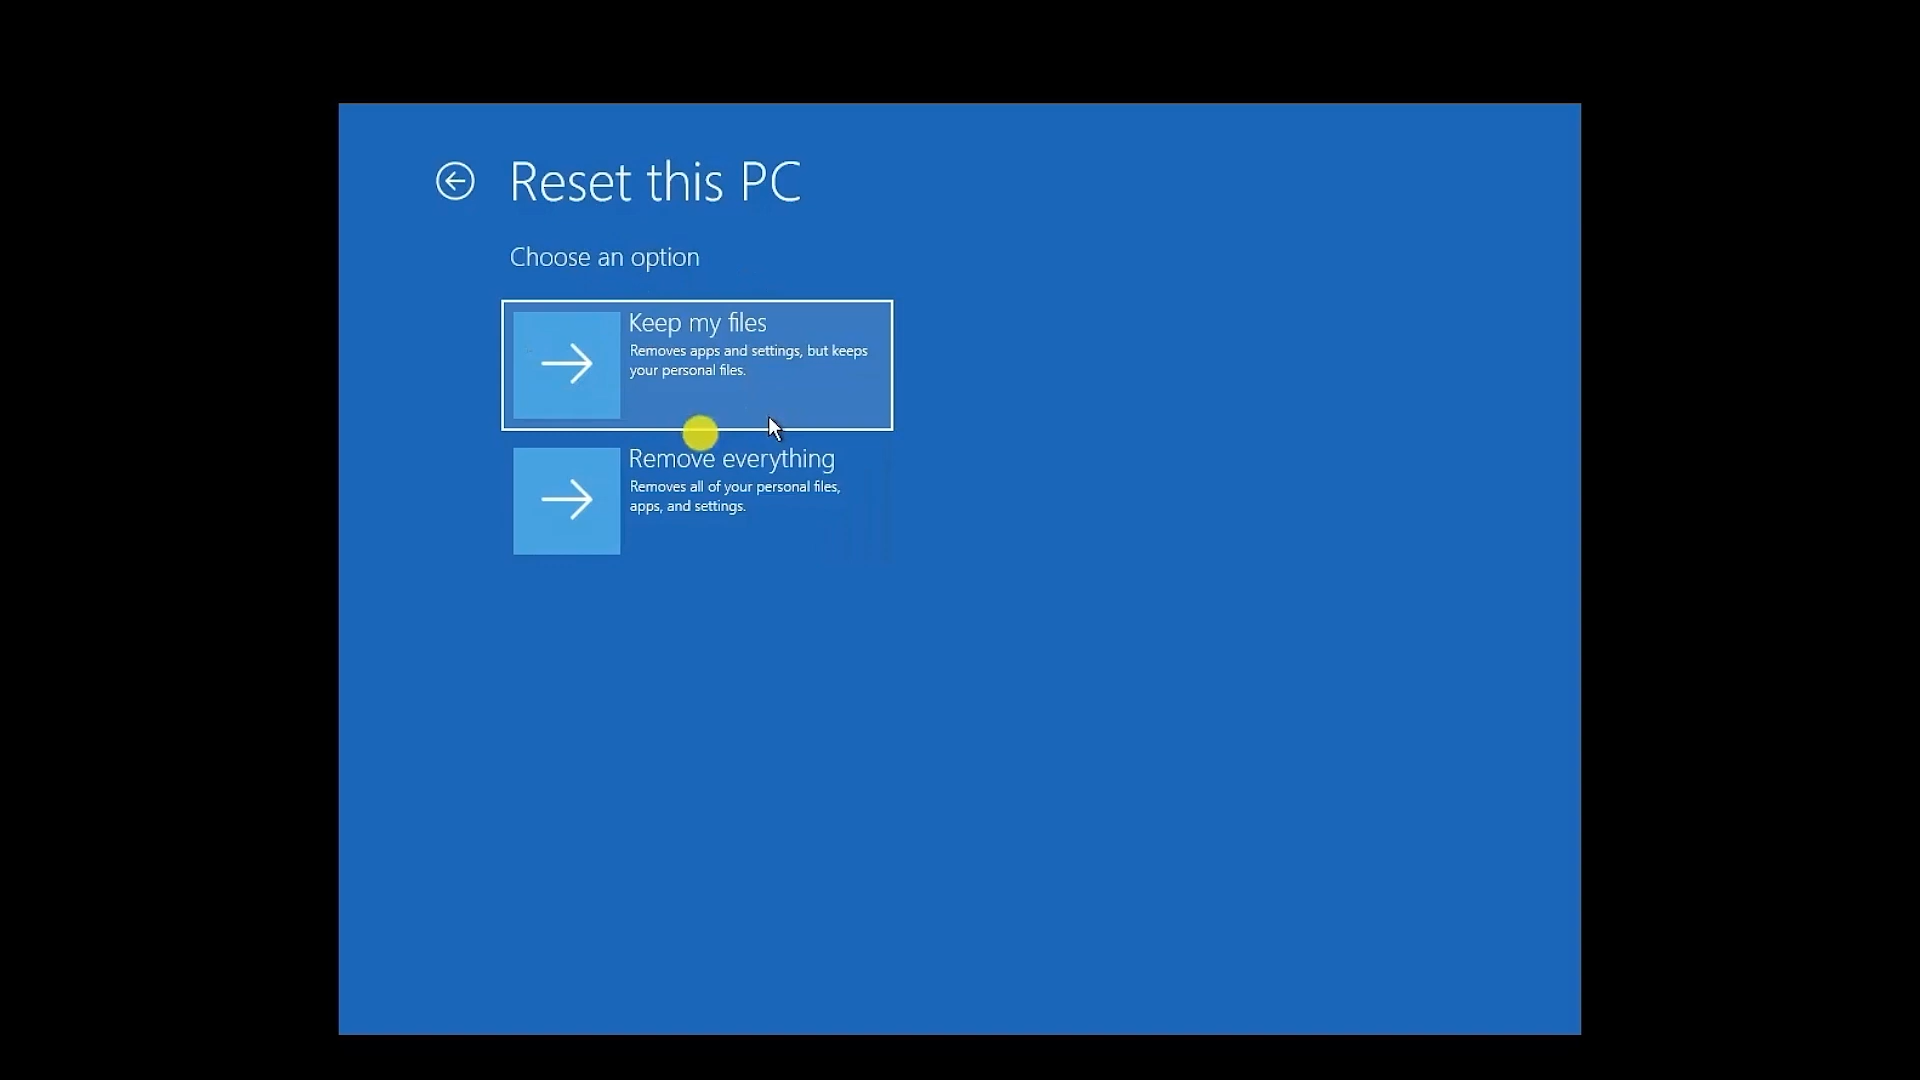 Reset this PC
Choose an option
Keep my files
Removes apps and settings, but keeps
your personal files.
Remove everything
Removes all of your personal files,
apps, and settings.